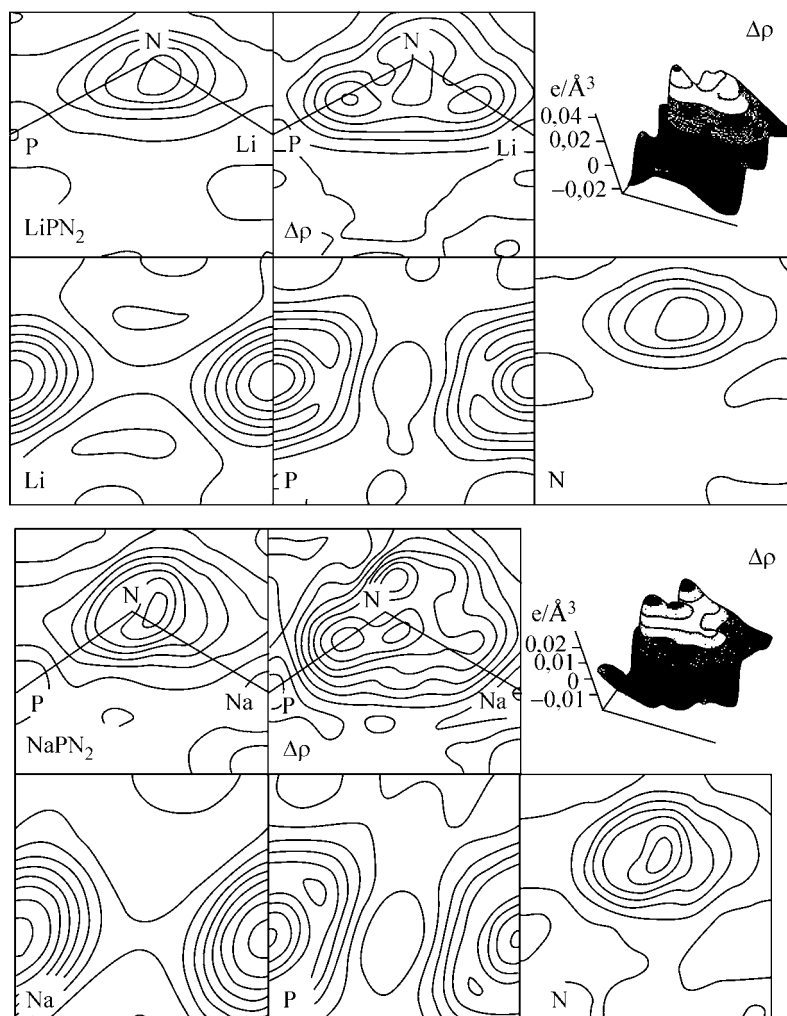 N
P
Li
LiPN₂
N
P
Li
Δρ
Δρ
e/Å³
0,04
0,02
0
−0,02
Li
P
N
N
P
Na
NaPN₂
N
P
Na
Δρ
Δρ
e/Å³
0,02
0,01
0
−0,01
Na
P
N